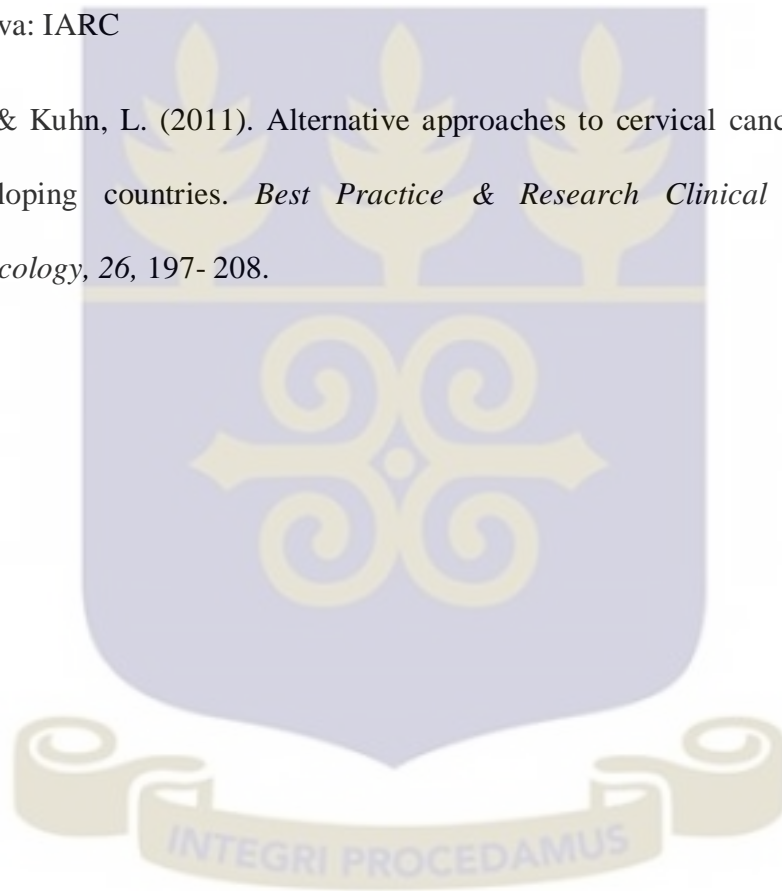 va: IARC
& Kuhn, L. (2011). Alternative approaches to cervical canc
loping countries. Best Practice & Research Clinical
cology, 26, 197- 208.
INTEGRI PROCEDAMUS